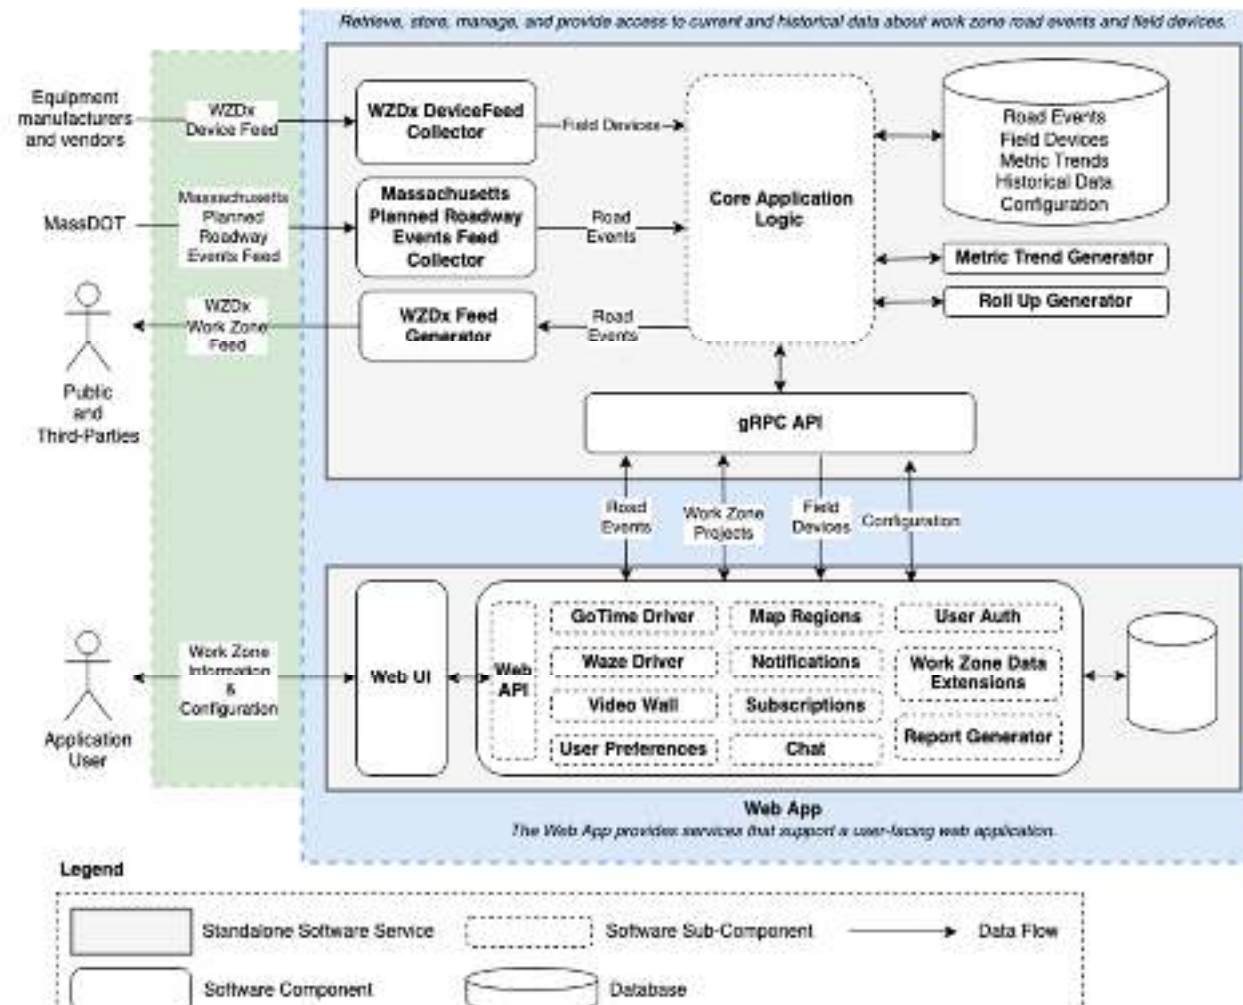 Retrieve, store, manage, and provide access to current and historical data about work zone road events and field devices.
Equipment
manufacturers
and vendors
WZDx
Device Feed
WZDx DeviceFeed
Collector
Field Devices
Core Application
Logic
Road Events
Field Devices
Metric Trends
Historical Data
Configuration
MassDOT
Massachusetts
Planned
Roadway
Events Feed
Massachusetts
Planned Roadway
Events Feed
Collector
Road
Events
Metric Trend Generator
Roll Up Generator
Public
and
Third-Parties
WZDx
Work Zone
Feed
WZDx Feed
Generator
Road
Events
gRPC API
Road
Events
Work Zone
Projects
Field
Devices
Configuration
Application
User
Work Zone
Information
&
Configuration
Web UI
Web
API
GoTime Driver
Waze Driver
Video Wall
User Preferences
Map Regions
Notifications
Subscriptions
Chat
User Auth
Work Zone Data
Extensions
Report Generator
Web App
The Web App provides services that support a user-facing web application.
Legend
Standalone Software Service
Software Sub-Component
Data Flow
Software Component
Database